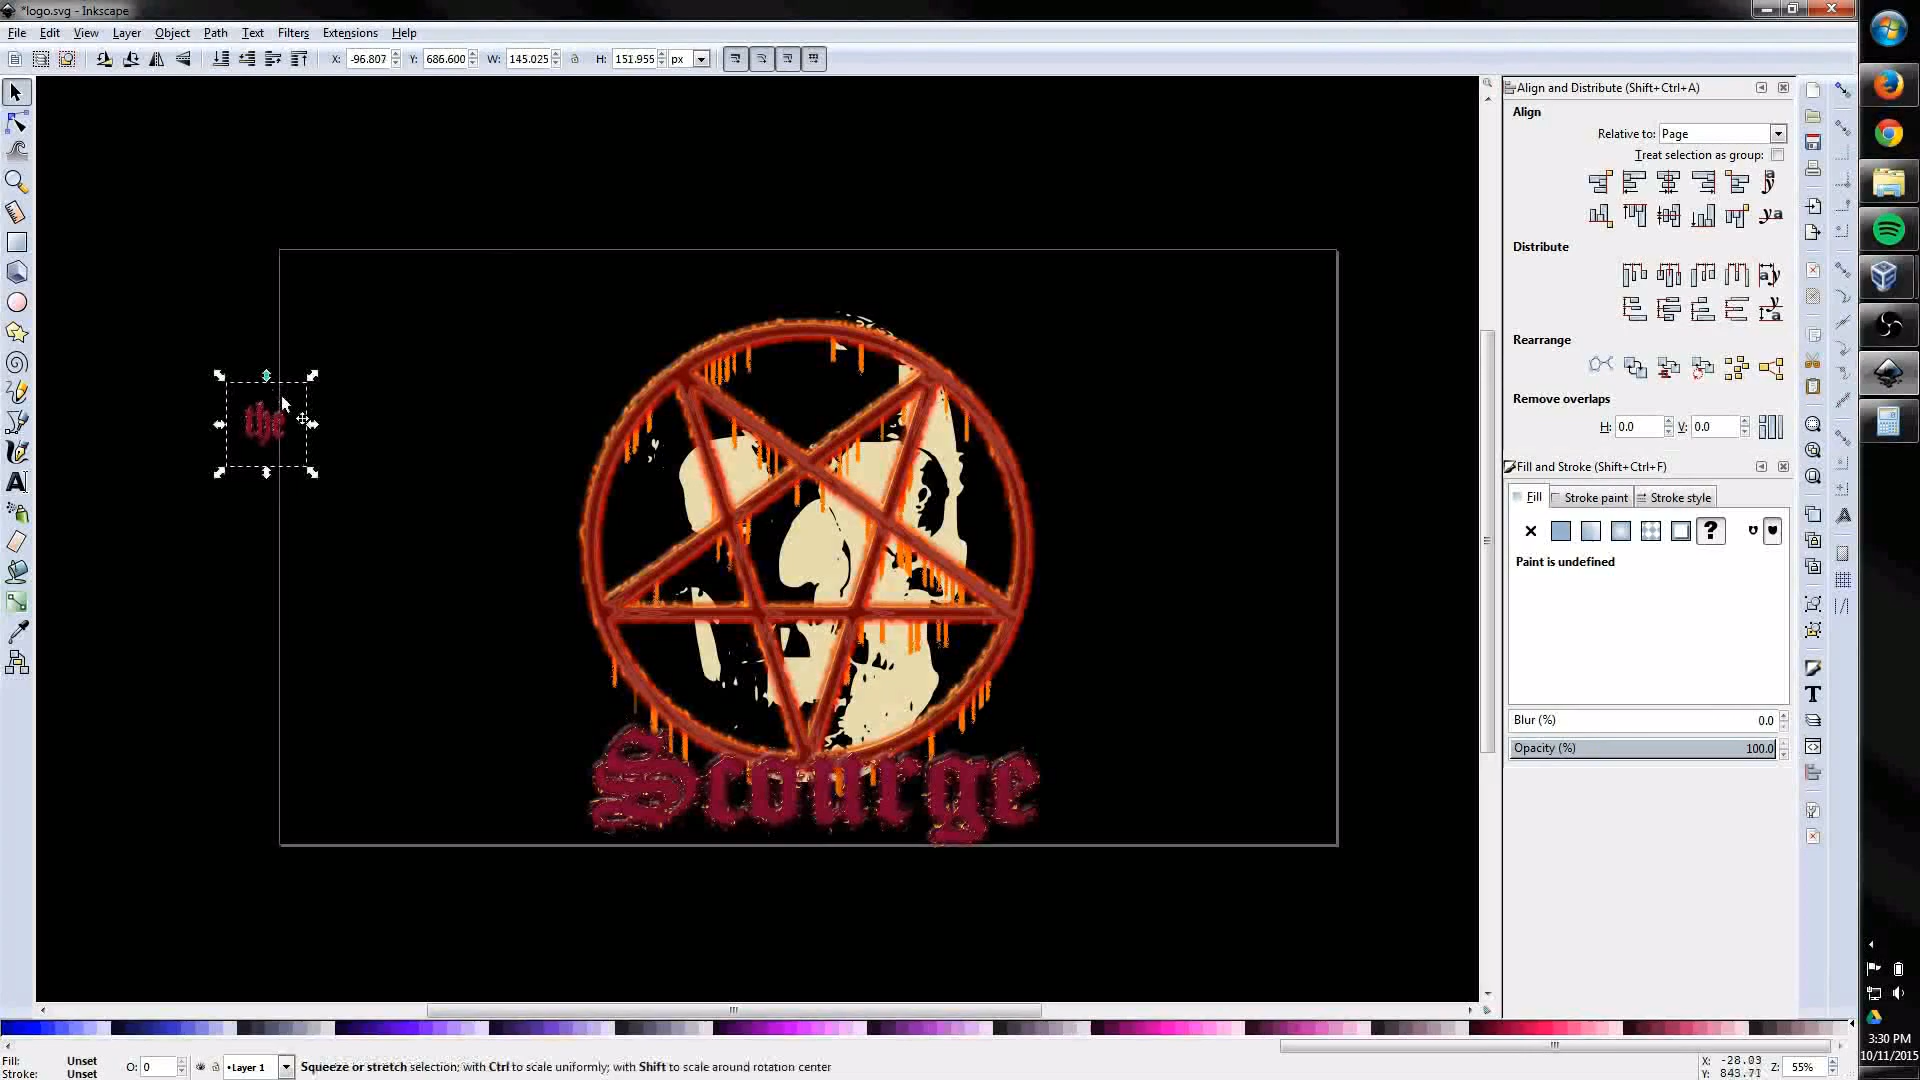 *logo.svg - Inkscape
File Edit View Layer Object Path Text Filters Extensions Help
X: -96.807 Y: 686.600 W: 145.025 H: 151.955 px
Align and Distribute (Shift+Ctrl+A)
Align
Relative to: Page
Treat selection as group:
Distribute
Rearrange
Remove overlaps
H: 0.0 V: 0.0
Fill and Stroke (Shift+Ctrl+F)
Fill Stroke paint Stroke style
Paint is undefined
Blur (%) 0.0
Opacity (%) 100.0
the
Scourge
Fill: Unset
Stroke: Unset
O: 0
•Layer 1
Squeeze or stretch selection; with Ctrl to scale uniformly; with Shift to scale around rotation center
X: -28.03
Y: 843.71
Z: 55%
3:30 PM
10/11/2015